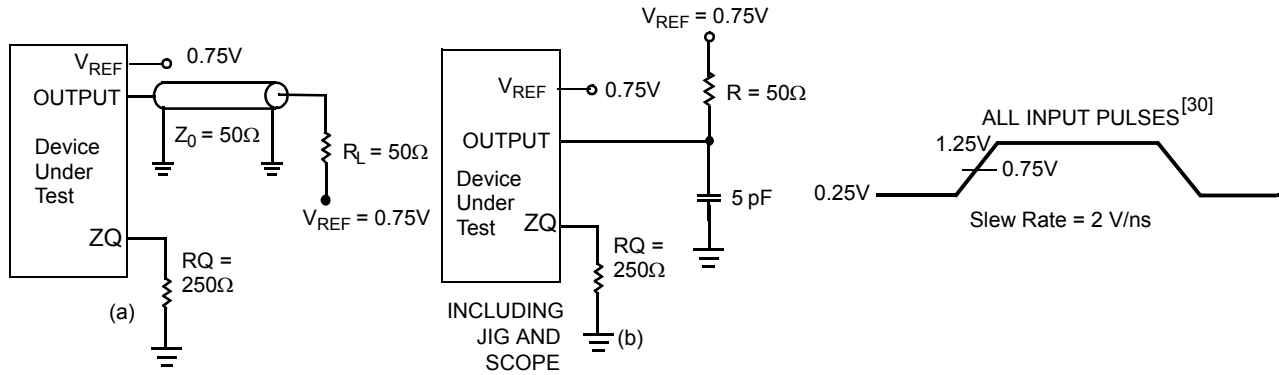 V_REF 0.75V
OUTPUT
Z_0 = 50Ω
Device
Under
Test
R_L = 50Ω
V_REF = 0.75V
ZQ
RQ =
250Ω
(a)
V_REF = 0.75V
R = 50Ω
V_REF 0.75V
OUTPUT
Device
Under
Test
5 pF
ZQ
RQ =
250Ω
INCLUDING
JIG AND
SCOPE
(b)
ALL INPUT PULSES[30]
1.25V
0.75V
0.25V
Slew Rate = 2 V/ns